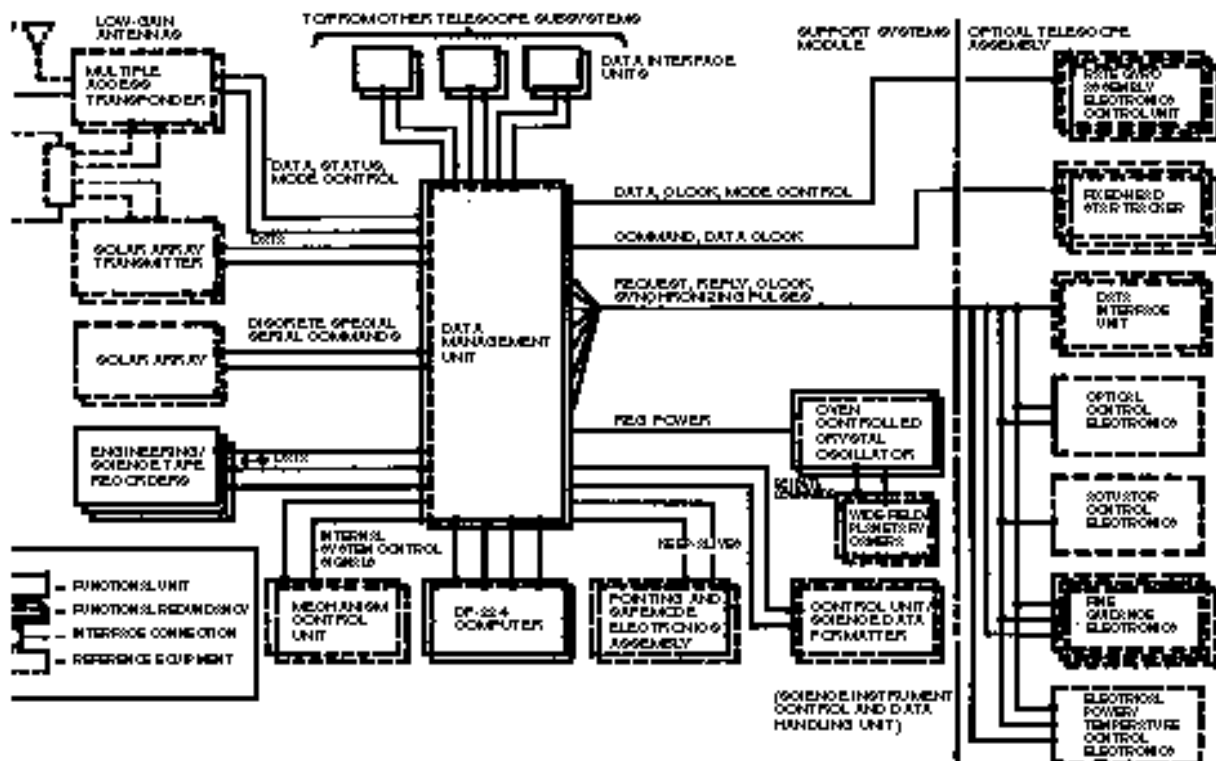 LOW-GAIN
ANTENNAS
MULTIPLE
ACCESS
TRANSPONDER
TO/FROM OTHER TELESCOPE SUBSYSTEMS
DATA INTERFACE
UNITS
SUPPORT SYSTEMS
MODULE
OPTICAL TELESCOPE
ASSEMBLY
RATE GYRO
ASSEMBLY
ELECTRONICS
CONTROL UNIT
DATA, STATUS,
MODE CONTROL
DATA, CLOCK, MODE CONTROL
FIXED-HEAD
STAR TRACKER
SOLAR ARRAY
TRANSMITTER
DATA
COMMAND, DATA CLOCK
REQUEST, REPLY, CLOCK,
SYNCHRONIZING PULSES
DATA
INTERFACE
UNIT
DISCRETE SPECIAL
SERIAL COMMANDS
SOLAR ARRAY
DATA
MANAGEMENT
UNIT
OPTICAL
CONTROL
ELECTRONICS
REG POWER
OVEN
CONTROLLED
CRYSTAL
OSCILLATOR
ENGINEERING/
SCIENCE TAPE
RECORDERS
DATA
ACTUATOR
CONTROL
ELECTRONICS
WIDE FIELD/
PLANETARY
CAMERA
INTERNAL
SYSTEM CONTROL
SIGNALS
KEEP-ALIVES
MECHANISM
CONTROL
UNIT
DF-224
COMPUTER
POINTING AND
SAFEMODE
ELECTRONICS
ASSEMBLY
CONTROL UNIT/
SCIENCE DATA
FORMATTER
FINE
GUIDANCE
ELECTRONICS
– FUNCTIONAL UNIT
– FUNCTIONAL REDUNDANCY
– INTERFACE CONNECTION
– REFERENCE EQUIPMENT
(SCIENCE INSTRUMENT
CONTROL AND DATA
HANDLING UNIT)
ELECTRICAL
POWER/
TEMPERATURE
CONTROL
ELECTRONICS